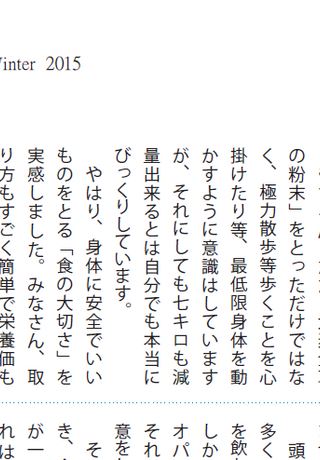 Winter 2015
の粉末」をとっただけではな
く、極力散歩等歩くことを心
掛けたり等、最低限身体を動
かすように意識はしています
が、それにしても七キロも減
量出来るとは自分でも本当に
びっくりしています。
やはり、身体に安全でいい
ものをとる「食の大切さ」を
実感しました。みなさん、取
り方もすごく簡単で栄養価も
頭
多く
を飲
しか
オパ
それ
意を
そ
き、
が一
れは